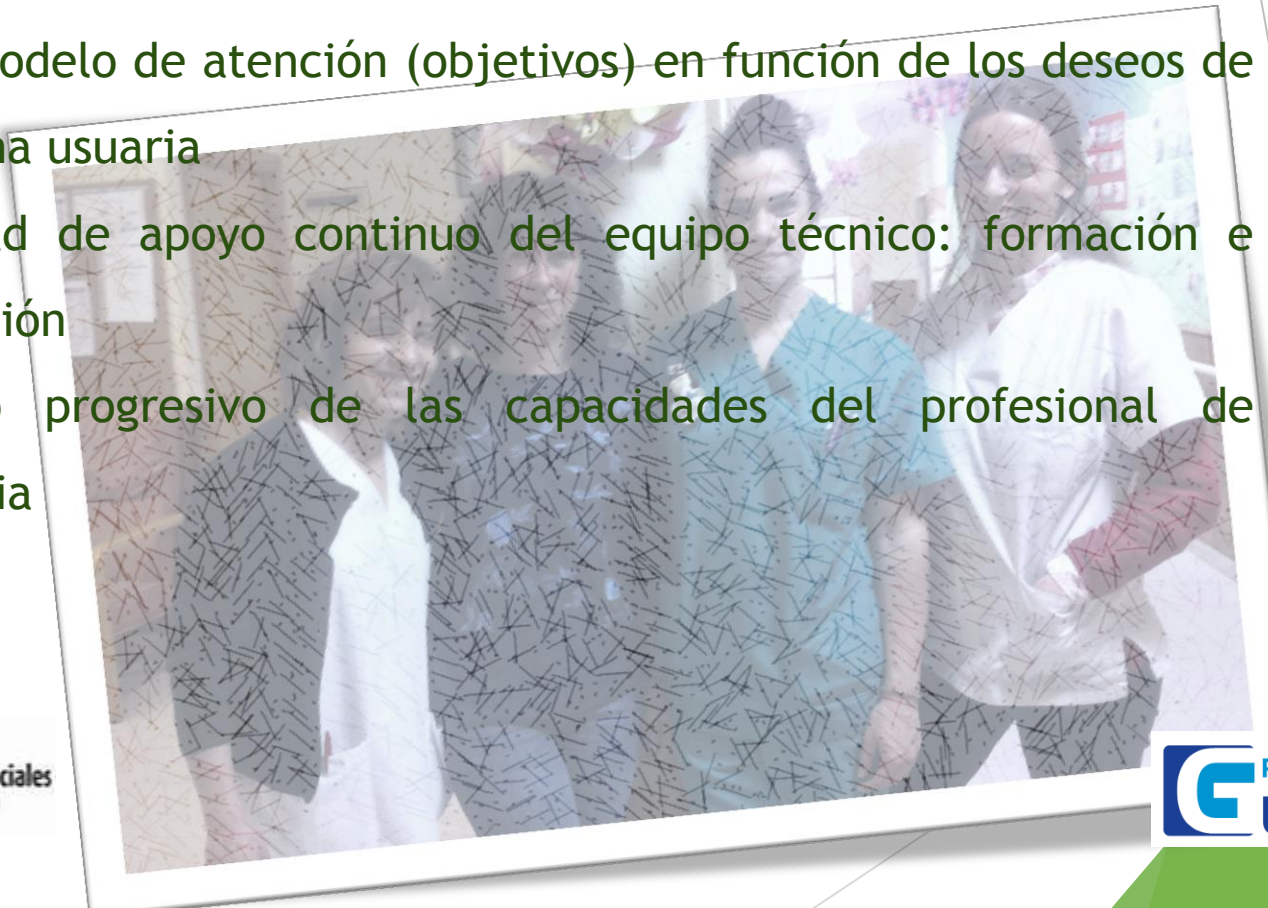 odelo de atención (objetivos) en función de los deseos de
na usuaria
d de apoyo continuo del equipo técnico: formación e
ión
o progresivo de las capacidades del profesional de
ia
ciales